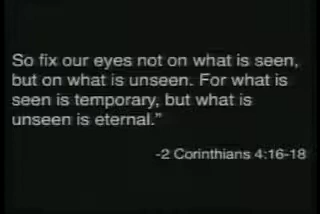 So fix our eyes not on what is seen,
but on what is unseen. For what is
seen is temporary, but what is
unseen is eternal.”
-2 Corinthians 4:16-18